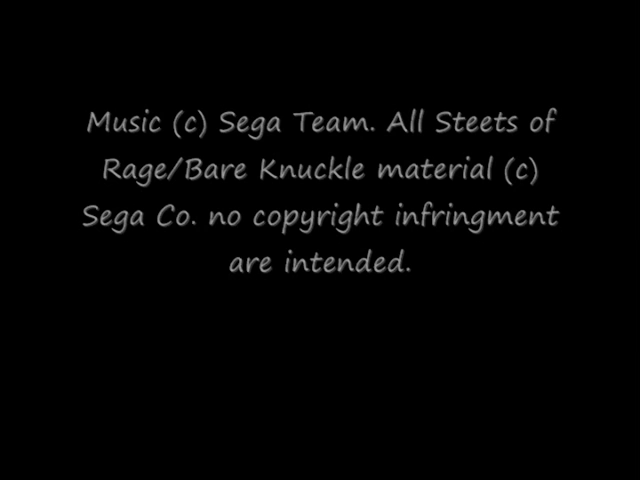 Music (c) Sega Team. All Steets of
Rage/Bare Knuckle material (c)
Sega Co. no copyright infringment
are intended.